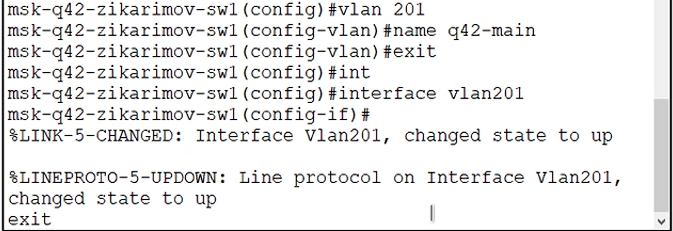 msk-q42-zikarimov-sw1(config)#vlan 201
msk-q42-zikarimov-sw1(config-vlan)#name q42-main
msk-q42-zikarimov-sw1(config-vlan)#exit
msk-q42-zikarimov-sw1(config)#int
msk-q42-zikarimov-sw1(config)#interface vlan201
msk-q42-zikarimov-sw1(config-if)#
%LINK-5-CHANGED: Interface Vlan201, changed state to up
%LINEPROTO-5-UPDOWN: Line protocol on Interface Vlan201,
changed state to up
exit